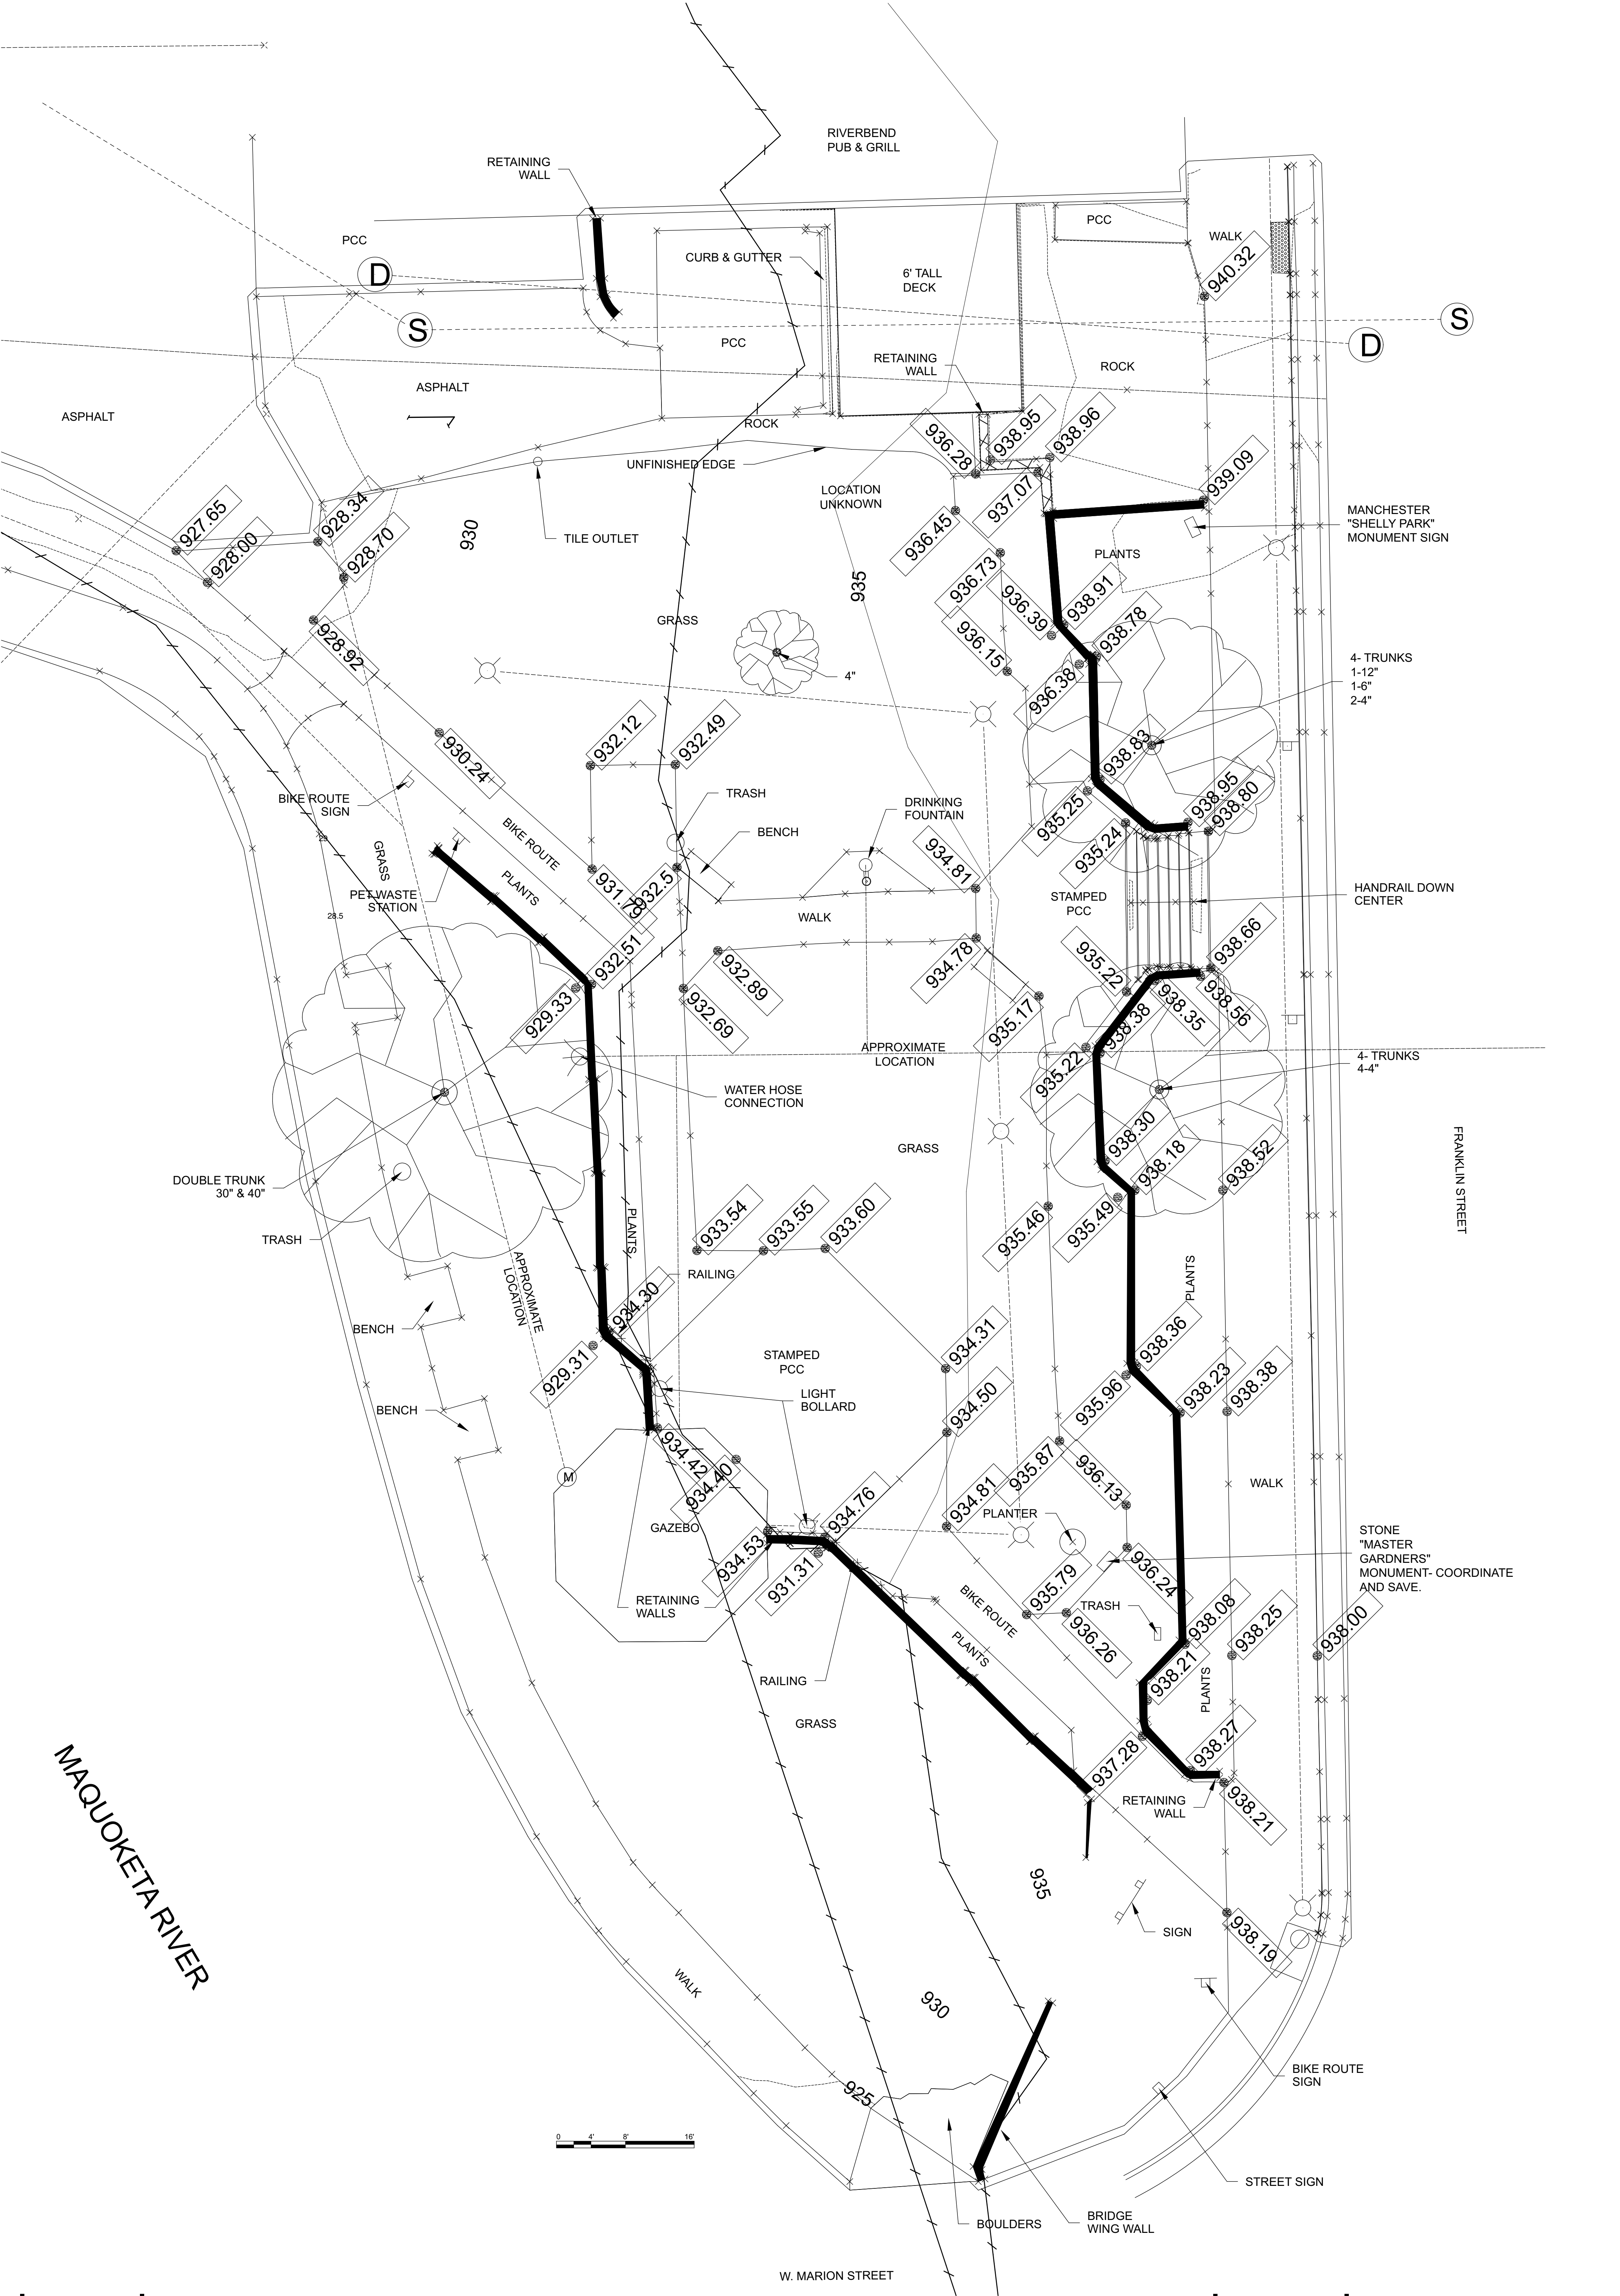 RIVERBEND
PUB & GRILL
RETAINING
WALL
PCC
PCC
WALK
D
CURB & GUTTER
6' TALL
DECK
940.32
S
S
D
PCC
RETAINING
WALL
ROCK
ASPHALT
ASPHALT
ROCK
936.28
938.95
938.96
UNFINISHED EDGE
LOCATION
UNKNOWN
937.07
939.09
927.65
928.34
MANCHESTER
"SHELLY PARK"
MONUMENT SIGN
930
TILE OUTLET
936.45
928.00
928.70
PLANTS
935
936.73
936.39
938.91
GRASS
936.15
938.78
928.92
4"
936.38
4- TRUNKS
1-12"
1-6"
2-4"
932.12
932.49
930.24
938.83
BIKE ROUTE
SIGN
TRASH
DRINKING
FOUNTAIN
935.25
938.95
938.80
BENCH
BIKE ROUTE
29
GRASS
934.81
935.24
PET WASTE
STATION
PLANTS
931.78
932.5
STAMPED
PCC
HANDRAIL DOWN
CENTER
28.5
WALK
932.51
934.78
938.66
935.22
929.33
932.89
932.69
935.17
938.38
938.35
938.56
APPROXIMATE
LOCATION
935.22
4- TRUNKS
4-4"
WATER HOSE
CONNECTION
938.30
GRASS
938.18
938.52
FRANKLIN STREET
DOUBLE TRUNK
30" & 40"
933.54
933.55
933.60
935.46
935.49
PLANTS
TRASH
APPROXIMATE
LOCATION
RAILING
PLANTS
934.30
BENCH
938.36
934.31
STAMPED
PCC
929.31
LIGHT
BOLLARD
938.23
938.38
934.50
935.96
BENCH
934.42
935.87
M
934.40
936.13
WALK
934.76
934.81
PLANTER
GAZEBO
934.53
STONE
"MASTER
GARDNERS"
MONUMENT- COORDINATE
AND SAVE.
931.31
936.24
935.79
RETAINING
WALLS
BIKE ROUTE
TRASH
938.08
938.25
938.00
936.26
PLANTS
938.21
RAILING
PLANTS
GRASS
938.27
937.28
MAQUOKETA RIVER
RETAINING
WALL
938.21
935
SIGN
938.19
WALK
930
BIKE ROUTE
SIGN
925
0 4' 8' 16'
STREET SIGN
BOULDERS
BRIDGE
WING WALL
W. MARION STREET